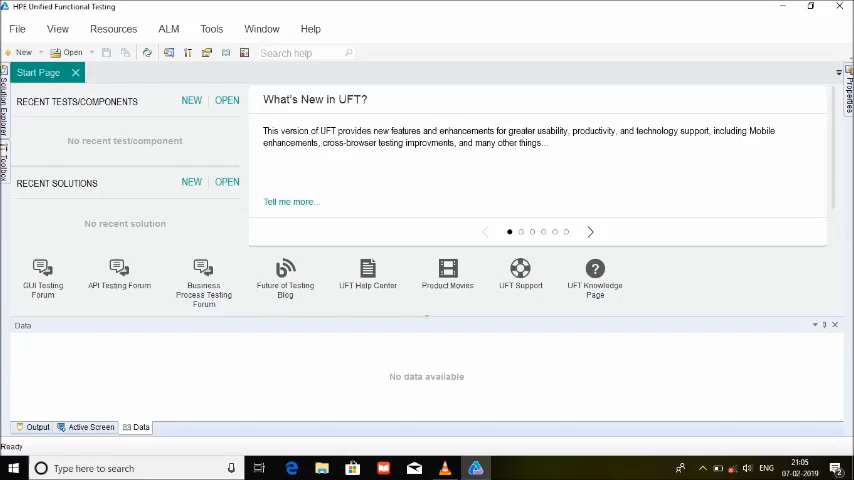 HPE Unified Functional Testing
File View Resources ALM Tools Window Help
New Open Search help
Start Page
Solution Explorer
Toolbox
Properties
RECENT TESTS/COMPONENTS NEW OPEN
No recent test/component
RECENT SOLUTIONS NEW OPEN
No recent solution
What's New in UFT?
This version of UFT provides new features and enhancements for greater usability, productivity, and technology support, including Mobile
enhancements, cross-browser testing improvments, and many other things...
Tell me more...
GUI Testing
Forum
API Testing Forum
Business
Process Testing
Forum
Future of Testing
Blog
UFT Help Center
Product Movies
UFT Support
UFT Knowledge
Page
Data
No data available
Output Active Screen Data
Ready
Type here to search
ENG
21:05
07-02-2019
2